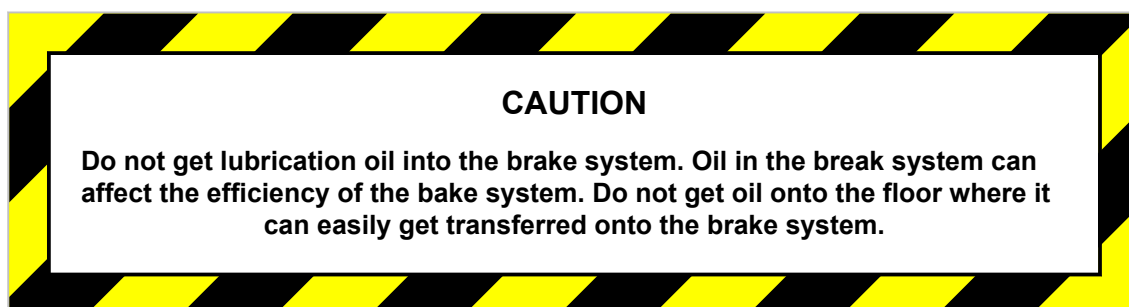 CAUTION
Do not get lubrication oil into the brake system. Oil in the break system can
affect the efficiency of the bake system. Do not get oil onto the floor where it
can easily get transferred onto the brake system.